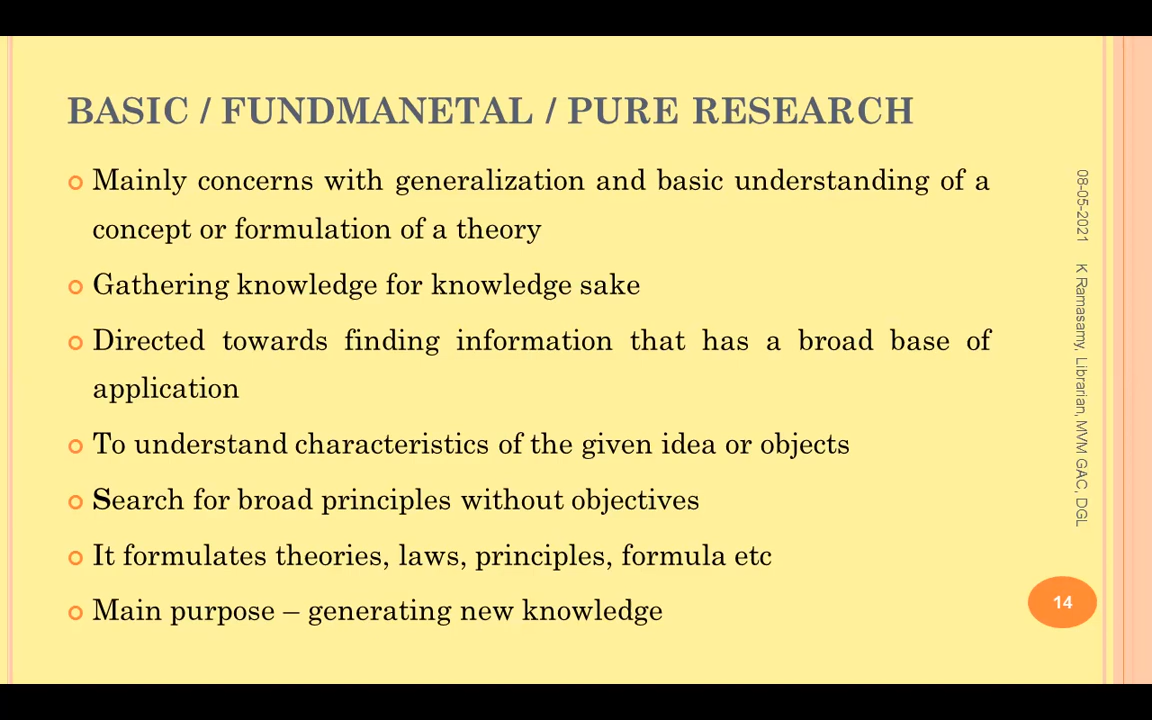 BASIC / FUNDMANETAL / PURE RESEARCH
Mainly concerns with generalization and basic understanding of a
concept or formulation of a theory
Gathering knowledge for knowledge sake
Directed towards finding information that has a broad base of
application
To understand characteristics of the given idea or objects
Search for broad principles without objectives
It formulates theories, laws, principles, formula etc
Main purpose – generating new knowledge
08-05-2021 K Ramasamy, Librarian, MVM GAC, DGL
14